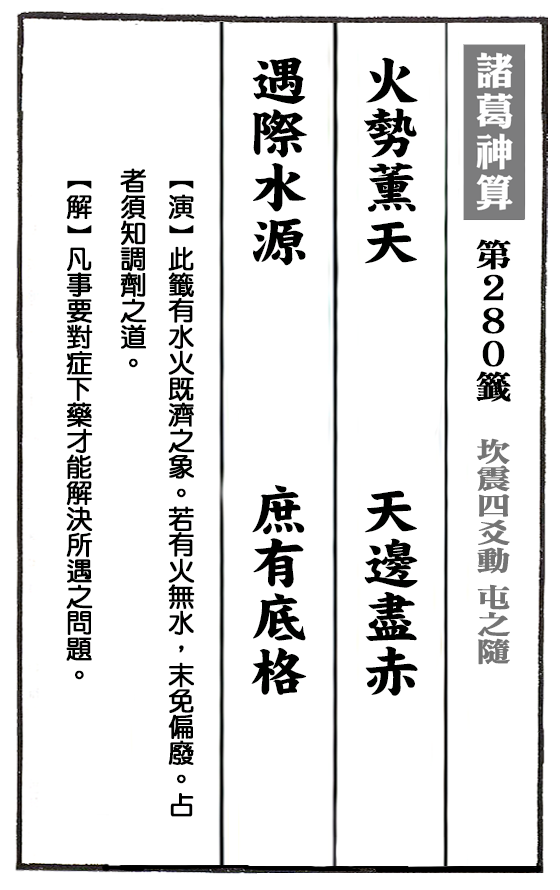 諸葛神算 第280籤 坎震四爻動 屯之隨
火勢薰天 天邊盡赤
遇際水源 庶有底格
【演】此籤有水火既濟之象。若有火無水，末免偏廢。占
者須知調劑之道。
【解】凡事要對症下藥才能解決所遇之問題。